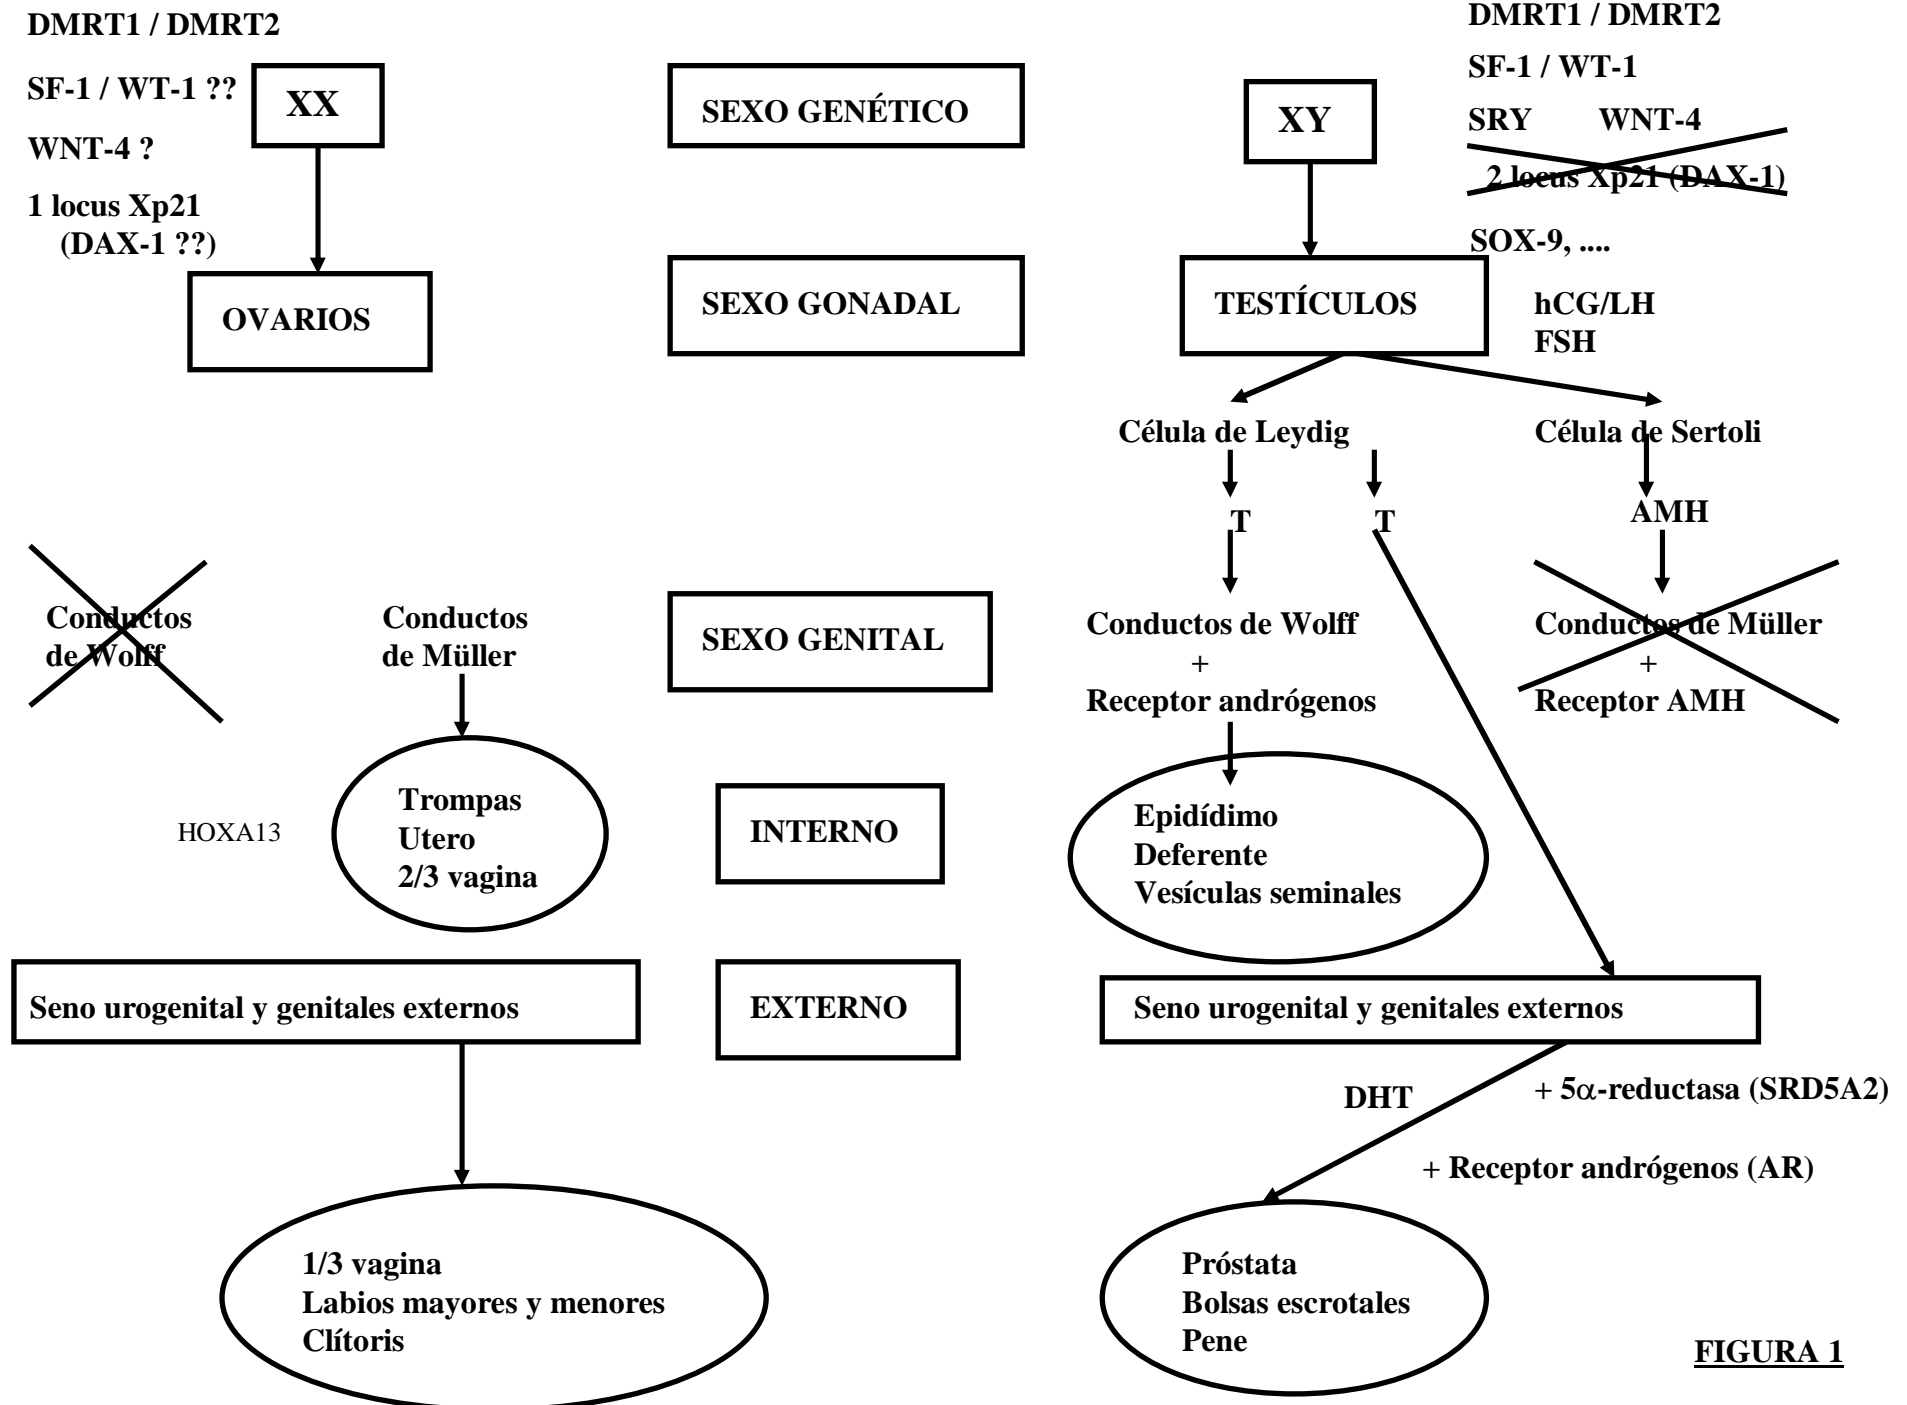 DMRT1 / DMRT2
SF-1 / WT-1 ??
XX
WNT-4 ?
1 locus Xp21
(DAX-1 ??)
OVARIOS
Conductos
de Wolff
Conductos
de Müller
HOXA13
Trompas
Utero
2/3 vagina
Seno urogenital y genitales externos
1/3 vagina
Labios mayores y menores
Clítoris
SEXO GENÉTICO
SEXO GONADAL
SEXO GENITAL
INTERNO
EXTERNO
DMRT1 / DMRT2
SF-1 / WT-1
XY
SRY WNT-4
2 locus Xp21 (DAX-1)
SOX-9, ....
TESTÍCULOS
hCG/LH
FSH
Célula de Leydig
Célula de Sertoli
T
T
AMH
Conductos de Wolff
+
Receptor andrógenos
Conductos de Müller
+
Receptor AMH
Epidídimo
Deferente
Vesículas seminales
Seno urogenital y genitales externos
DHT
+ 5α-reductasa (SRD5A2)
+ Receptor andrógenos (AR)
Próstata
Bolsas escrotales
Pene
FIGURA 1